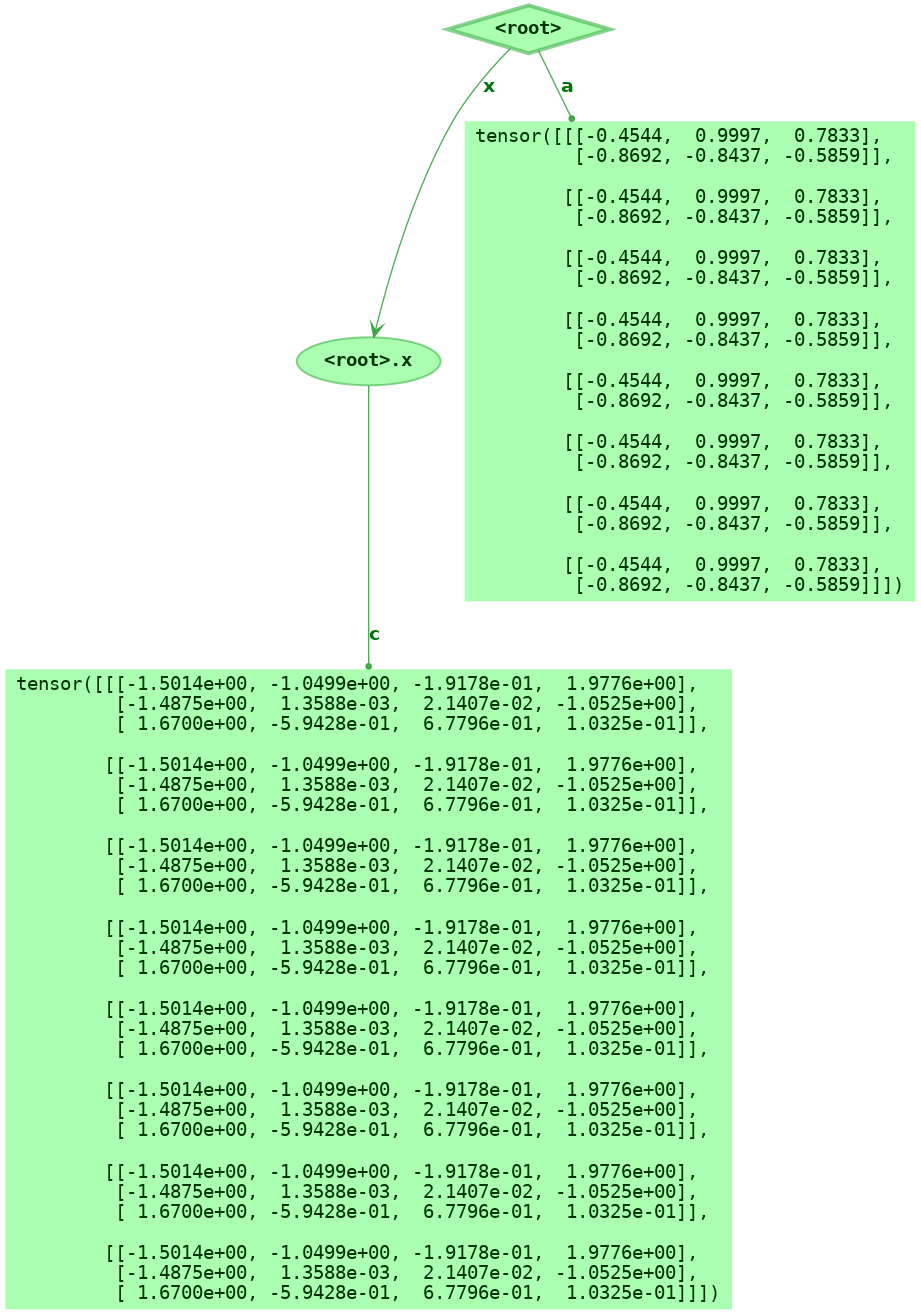 <root>
x
a
tensor([[[-0.4544,  0.9997,  0.7833],
         [-0.8692, -0.8437, -0.5859]],

        [[-0.4544,  0.9997,  0.7833],
         [-0.8692, -0.8437, -0.5859]],

        [[-0.4544,  0.9997,  0.7833],
         [-0.8692, -0.8437, -0.5859]],

        [[-0.4544,  0.9997,  0.7833],
         [-0.8692, -0.8437, -0.5859]],

        [[-0.4544,  0.9997,  0.7833],
         [-0.8692, -0.8437, -0.5859]],

        [[-0.4544,  0.9997,  0.7833],
         [-0.8692, -0.8437, -0.5859]],

        [[-0.4544,  0.9997,  0.7833],
         [-0.8692, -0.8437, -0.5859]],

        [[-0.4544,  0.9997,  0.7833],
         [-0.8692, -0.8437, -0.5859]]])
<root>.x
c
tensor([[[-1.5014e+00, -1.0499e+00, -1.9178e-01,  1.9776e+00],
         [-1.4875e+00,  1.3588e-03,  2.1407e-02, -1.0525e+00],
         [ 1.6700e+00, -5.9428e-01,  6.7796e-01,  1.0325e-01]],

        [[-1.5014e+00, -1.0499e+00, -1.9178e-01,  1.9776e+00],
         [-1.4875e+00,  1.3588e-03,  2.1407e-02, -1.0525e+00],
         [ 1.6700e+00, -5.9428e-01,  6.7796e-01,  1.0325e-01]],

        [[-1.5014e+00, -1.0499e+00, -1.9178e-01,  1.9776e+00],
         [-1.4875e+00,  1.3588e-03,  2.1407e-02, -1.0525e+00],
         [ 1.6700e+00, -5.9428e-01,  6.7796e-01,  1.0325e-01]],

        [[-1.5014e+00, -1.0499e+00, -1.9178e-01,  1.9776e+00],
         [-1.4875e+00,  1.3588e-03,  2.1407e-02, -1.0525e+00],
         [ 1.6700e+00, -5.9428e-01,  6.7796e-01,  1.0325e-01]],

        [[-1.5014e+00, -1.0499e+00, -1.9178e-01,  1.9776e+00],
         [-1.4875e+00,  1.3588e-03,  2.1407e-02, -1.0525e+00],
         [ 1.6700e+00, -5.9428e-01,  6.7796e-01,  1.0325e-01]],

        [[-1.5014e+00, -1.0499e+00, -1.9178e-01,  1.9776e+00],
         [-1.4875e+00,  1.3588e-03,  2.1407e-02, -1.0525e+00],
         [ 1.6700e+00, -5.9428e-01,  6.7796e-01,  1.0325e-01]],

        [[-1.5014e+00, -1.0499e+00, -1.9178e-01,  1.9776e+00],
         [-1.4875e+00,  1.3588e-03,  2.1407e-02, -1.0525e+00],
         [ 1.6700e+00, -5.9428e-01,  6.7796e-01,  1.0325e-01]],

        [[-1.5014e+00, -1.0499e+00, -1.9178e-01,  1.9776e+00],
         [-1.4875e+00,  1.3588e-03,  2.1407e-02, -1.0525e+00],
         [ 1.6700e+00, -5.9428e-01,  6.7796e-01,  1.0325e-01]]])